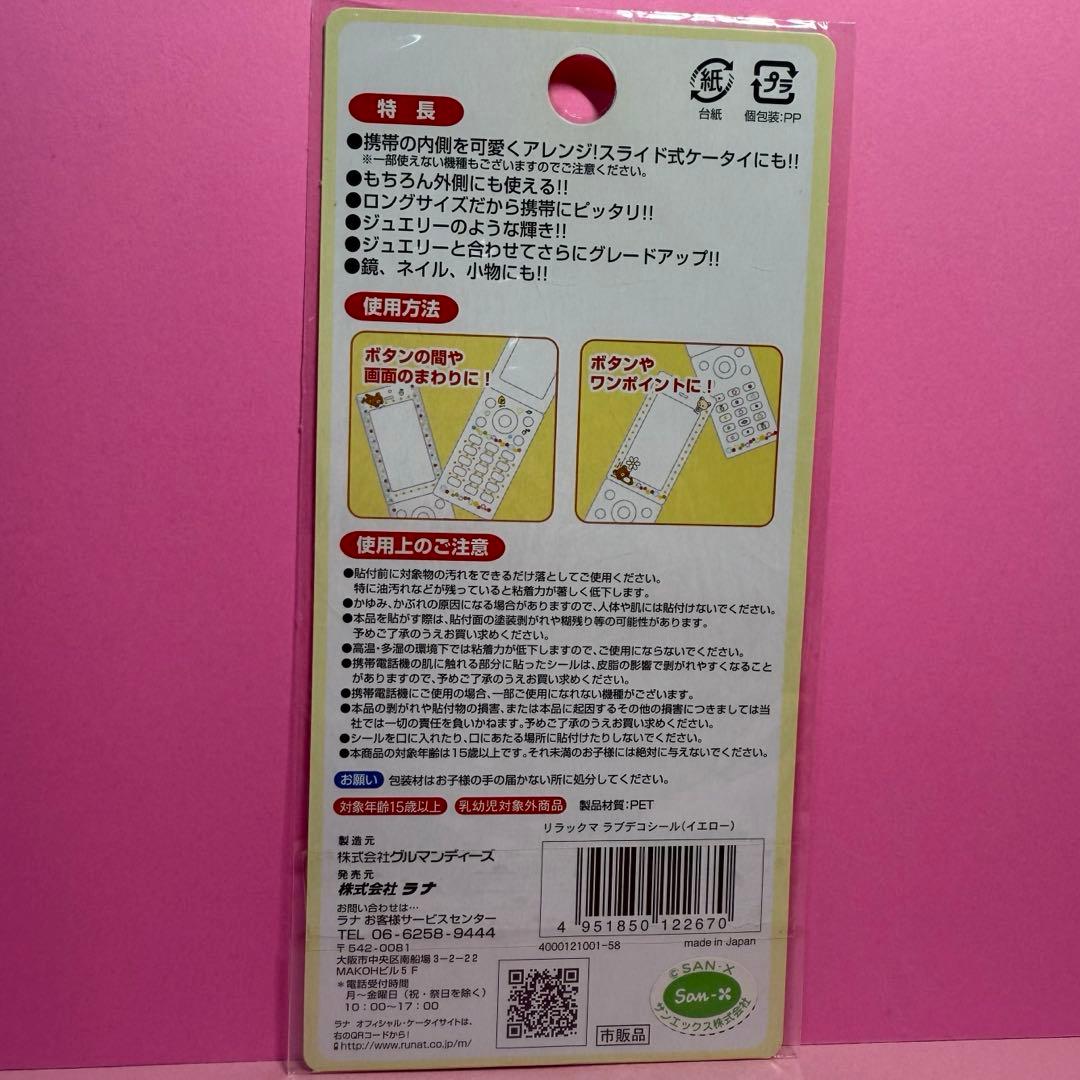 紙
プラ
台紙
個包装:PP
特長
●携帯の内側を可愛くアレンジ!スライド式ケータイにも!!
※一部使えない機種もございますのでご注意ください。
●もちろん外側にも使える!!
●ロングサイズだから携帯にピッタリ!!
●ジュエリーのような輝き!!
●ジュエリーと合わせてさらにグレードアップ!!
●鏡、ネイル、小物にも!!
使用方法
ボタンの間や
画面のまわりに!
ボタンや
ワンポイントに!
使用上のご注意
●貼付前に対象物の汚れをできるだけ落としてご使用ください。
特に油汚れなどが残っていると粘着力が著しく低下します。
●かゆみ、かぶれの原因になる場合がありますので、人体や肌には貼付けないでください。
●本品を貼がす際は、貼付面の塗装剥がれや糊残り等の可能性があります。
予めご了承のうえお買い求めください。
●高温・多湿の環境下では粘着力が低下しますので、ご使用にならないでください。
●携帯電話機の肌に触れる部分に貼ったシールは、皮脂の影響で剥がれやすくなること
がありますので、予めご了承のうえお買い求めください。
●携帯電話機にご使用の場合、一部ご使用になれない機種がございます。
●本品の剥がれや貼付物の損害、または本品に起因するその他の損害につきましては当
社では一切の責任を負いかねます。予めご了承のうえお買い求めください。
●シールを口に入れたり、口にあたる場所に貼付けたりしないでください。
●本商品の対象年齢は15歳以上です。それ未満のお子様には絶対に与えないでください。
お願い 包装材はお子様の手の届かない所に処分してください。
対象年齢15歳以上 乳幼児対象外商品 製品材質:PET
リラックマ ラブデコシール(イエロー)
製造元
株式会社グルマンディーズ
発売元
株式会社 ラナ
お問い合わせは…
ラナ お客様サービスセンター
TEL 06-6258-9444
〒542-0081
大阪市中央区南船場3-2-22
MAKOHビル5F
＊電話受付時間
月〜金曜日(祝・祭日を除く)
10:00〜17:00
ラナ オフィシャル・ケータイサイトは、
右のQRコードから!
http://www.runat.co.jp/m/
4 951850 122670
4000121001-58
made in Japan
市販品
©SAN-X
San-X
サンエックス株式会社